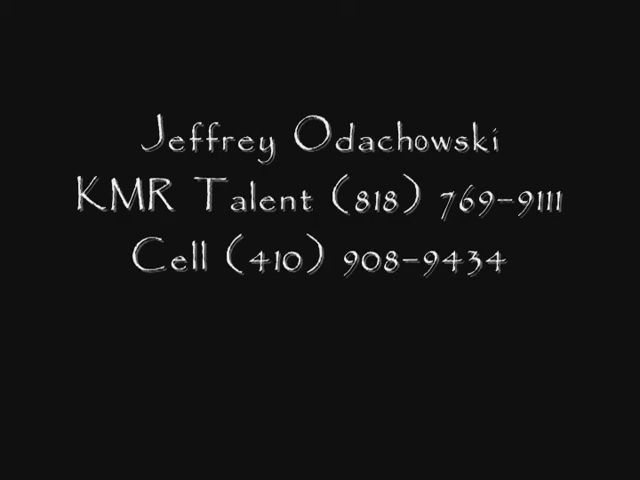 Jeffrey Odachowski
KMR Talent (818) 769-9111
Cell (410) 908-9434